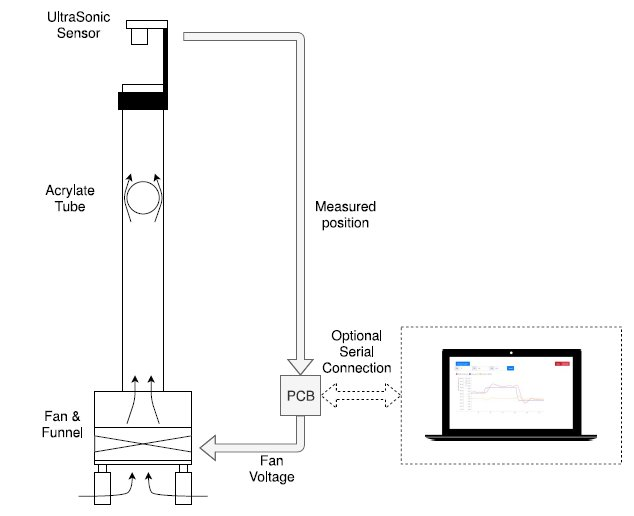 UltraSonic
Sensor
Acrylate
Tube
Measured
position
Optional
Serial
Connection
PCB
Fan &
Funnel
Fan
Voltage